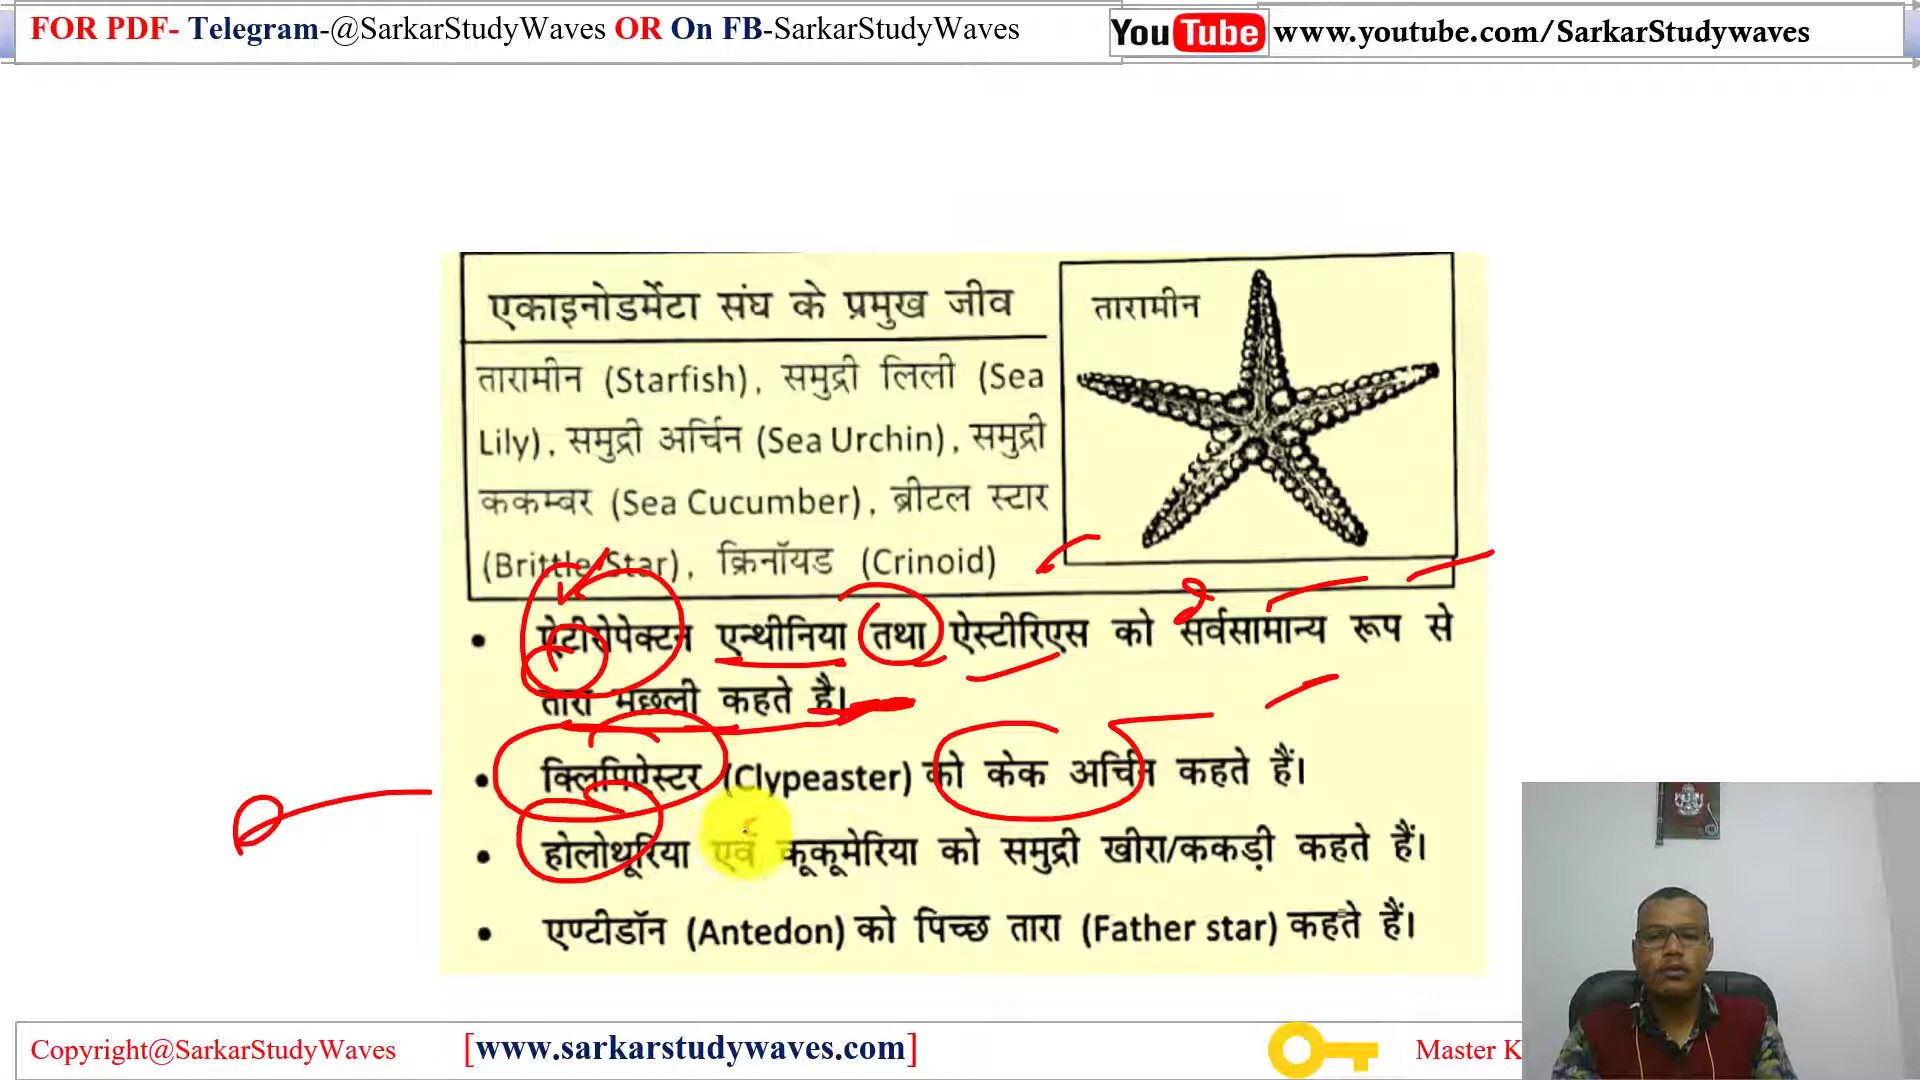 FOR PDF- Telegram-@SarkarStudyWaves OR On FB-SarkarStudyWaves
YouTube www.youtube.com/SarkarStudywaves
एकाइनोडर्मेटा संघ के प्रमुख जीव
तारामीन (Starfish), समुद्री लिली (Sea
Lily), समुद्री अर्चिन (Sea Urchin), समुद्री
ककम्बर (Sea Cucumber), ब्रीटल स्टार
(Brittle Star), क्रिनॉयड (Crinoid)
तारामीन
• ऐटीरोपेक्टन एन्थीनिया तथा ऐस्टीरिएस को सर्वसामान्य रूप से
तारा मछली कहते है।
• क्लिपिऐस्टर (Clypeaster) को केक अर्चिन कहते हैं।
• होलोथूरिया एवं कूकूमेरिया को समुद्री खीरा/ककड़ी कहते हैं।
• एण्टीडॉन (Antedon) को पिच्छ तारा (Father star) कहते हैं।
Copyright@SarkarStudyWaves
[www.sarkarstudywaves.com]
Master K